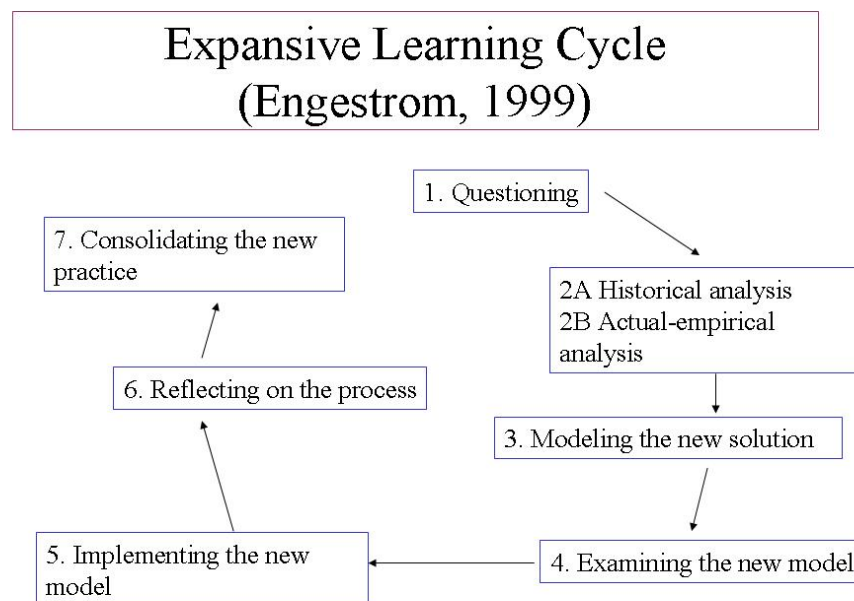 Expansive Learning Cycle
(Engestrom, 1999)
1. Questioning
2A Historical analysis
2B Actual-empirical
analysis
3. Modeling the new solution
4. Examining the new model
5. Implementing the new
model
6. Reflecting on the process
7. Consolidating the new
practice